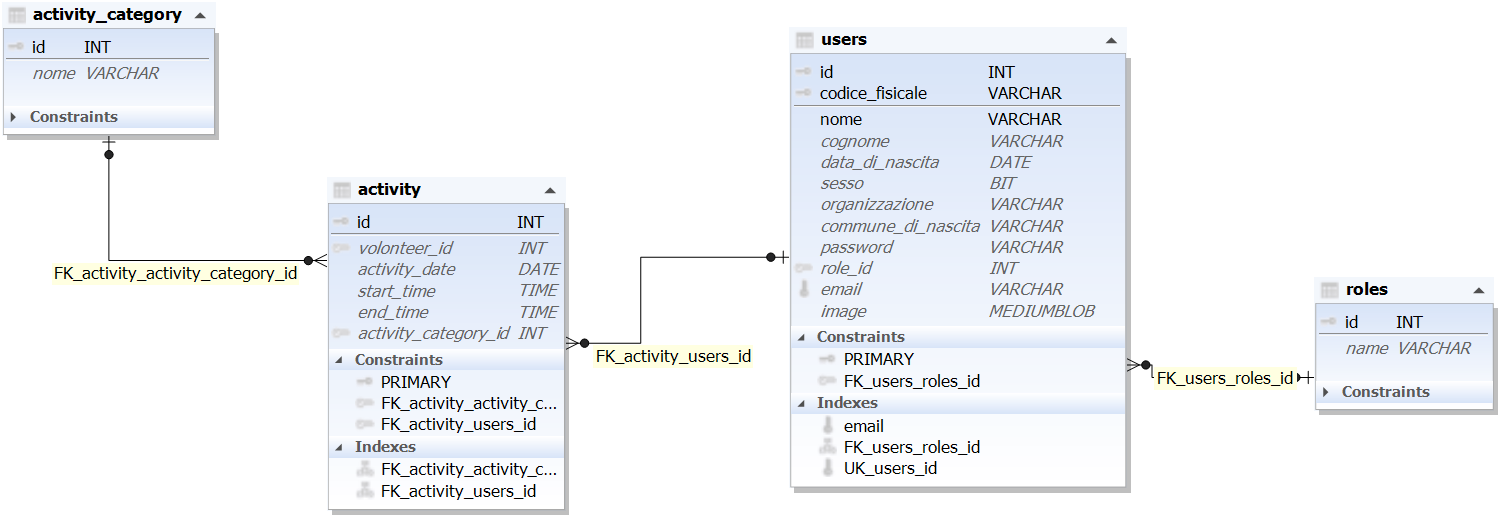 activity_category
id INT
nome VARCHAR
Constraints
FK_activity_activity_category_id
activity
id INT
volonteer_id INT
activity_date DATE
start_time TIME
end_time TIME
activity_category_id INT
Constraints
PRIMARY
FK_activity_activity_c...
FK_activity_users_id
Indexes
FK_activity_activity_c...
FK_activity_users_id
FK_activity_users_id
users
id INT
codice_fisicale VARCHAR
nome VARCHAR
cognome VARCHAR
data_di_nascita DATE
sesso BIT
organizzazione VARCHAR
commune_di_nascita VARCHAR
password VARCHAR
role_id INT
email VARCHAR
image MEDIUMBLOB
Constraints
PRIMARY
FK_users_roles_id
Indexes
email
FK_users_roles_id
UK_users_id
FK_users_roles_id
roles
id INT
name VARCHAR
Constraints